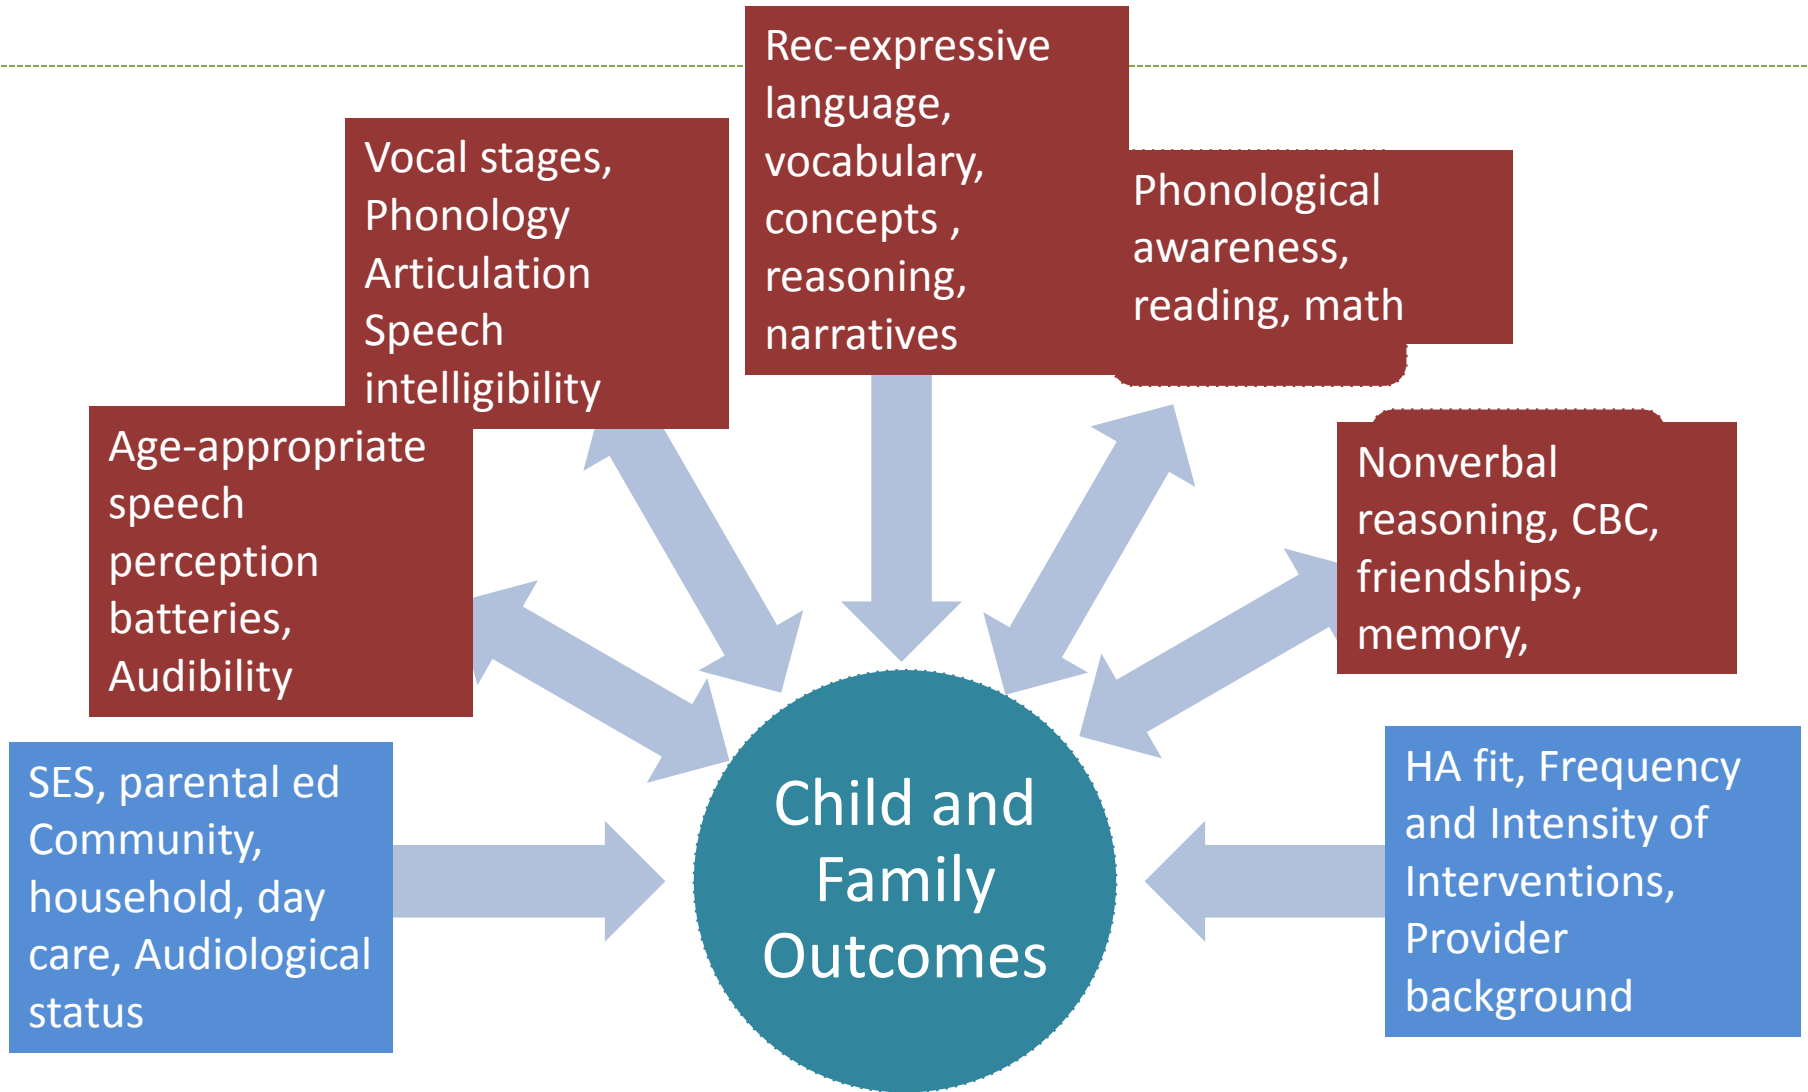 Rec-expressive
language,
vocabulary,
concepts ,
reasoning,
narratives
Vocal stages,
Phonology
Articulation
Speech
intelligibility
Phonological
awareness,
reading, math
Age-appropriate
speech
perception
batteries,
Audibility
Nonverbal
reasoning, CBC,
friendships,
memory,
SES, parental ed
Community,
household, day
care, Audiological
status
Child and
Family
Outcomes
HA fit, Frequency
and Intensity of
Interventions,
Provider
background